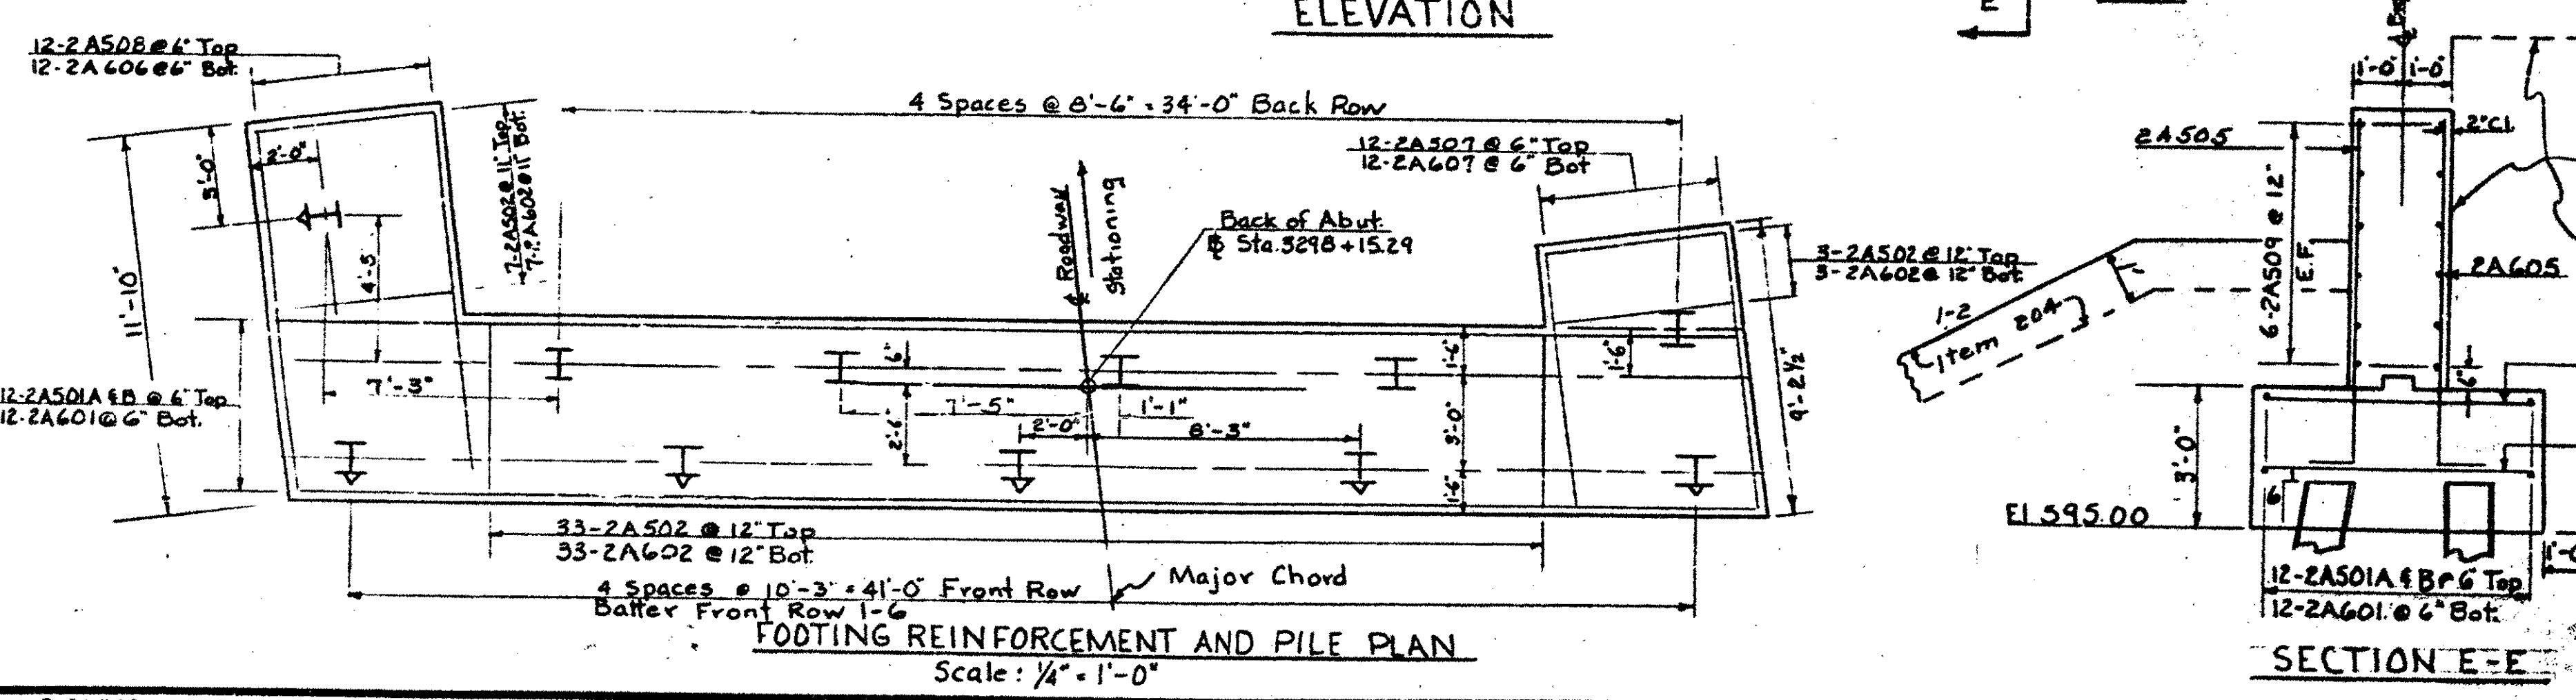 ELEVATION
E
12-2A508 @ 6" Top
12-2A606 @ 6" Bot.
4 Spaces @ 8'-6" = 34'-0" Back Row
7-2A502 @ 11" Top
7-2A602 @ 11" Bot.
12-2A507 @ 6" Top
12-2A607 @ 6" Bot
2'-0"
3'-0"
4'-3"
11'-10"
℄ Roadway
Stationing
Back of Abut.
Sta. 3298+15.29
3-2A502 @ 12" Top
3-2A602 @ 12" Bot.
12-2A501A & B @ 6" Top
12-2A601 @ 6" Bot.
7'-3"
6"
7'-5"
2'-6"
2'-0"
1'-1"
8'-3"
1'-6"
1'-6"
3'-0"
1'-6"
9'-2½"
33-2A502 @ 12" Top
33-2A602 @ 12" Bot.
4 Spaces @ 10'-3" = 41'-0" Front Row
Batter Front Row 1-6
Major Chord
FOOTING REINFORCEMENT AND PILE PLAN
Scale: ¼" = 1'-0"
1'-0" 1'-0"
2A505
2" Cl.
6-2A509 @ 12"
E.F.
2A605
1-2
Item 204
6"
3'-0"
6"
El 595.00
12-2A501A & B @ 6" Top
12-2A601 @ 6" Bot.
SECTION E-E